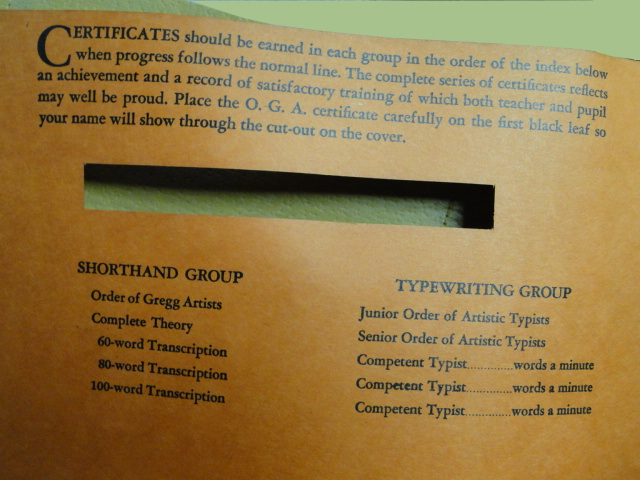 CERTIFICATES should be earned in each group in the order of the index below
when progress follows the normal line. The complete series of certificates reflects
an achievement and a record of satisfactory training of which both teacher and pupil
may well be proud. Place the O. G. A. certificate carefully on the first black leaf so
your name will show through the cut-out on the cover.
SHORTHAND GROUP
Order of Gregg Artists
Complete Theory
60-word Transcription
80-word Transcription
100-word Transcription
TYPEWRITING GROUP
Junior Order of Artistic Typists
Senior Order of Artistic Typists
Competent Typist.............words a minute
Competent Typist.............words a minute
Competent Typist.............words a minute